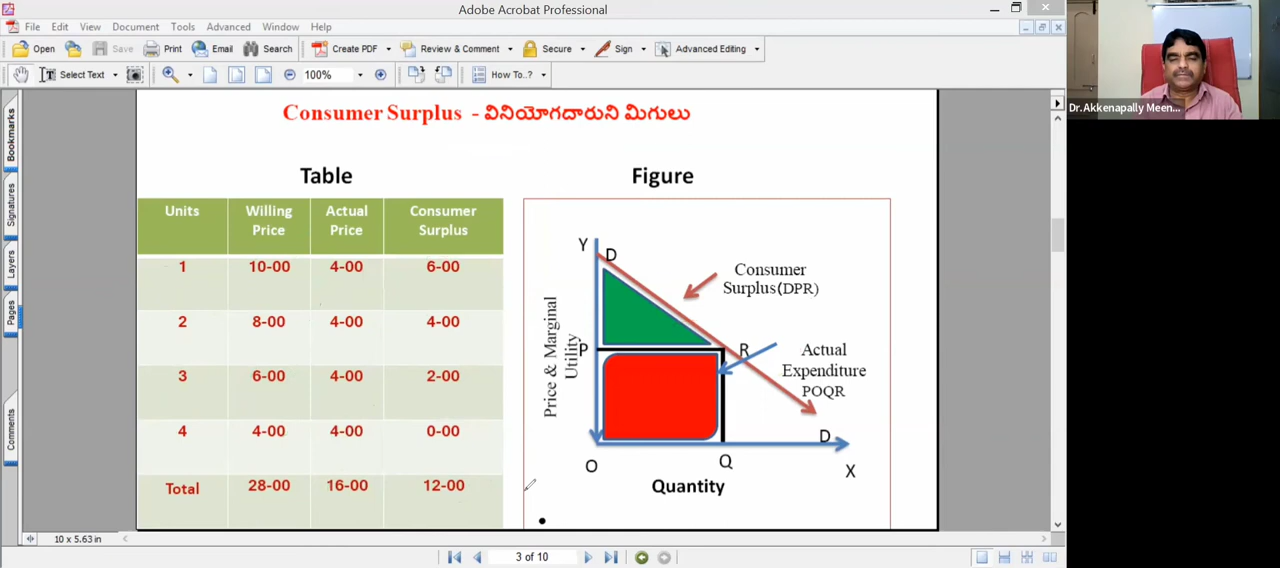 Adobe Acrobat Professional
File Edit View Document Tools Advanced Window Help
Open Save Print Email Search Create PDF Review & Comment Secure Sign Advanced Editing
Select Text 100% How To..?
Dr.Akkenapally Meen...
Bookmarks
Signatures
Layers
Pages
Comments
Consumer Surplus - వినియోగదారుని మిగులు
Table
Units Willing Price Actual Price Consumer Surplus
1 10-00 4-00 6-00
2 8-00 4-00 4-00
3 6-00 4-00 2-00
4 4-00 4-00 0-00
Total 28-00 16-00 12-00
Figure
Y
D
Consumer
Surplus(DPR)
Price & Marginal
Utility
P
R
Actual
Expenditure
POQR
D
O
Q
X
Quantity
10 x 5.63 in
3 of 10